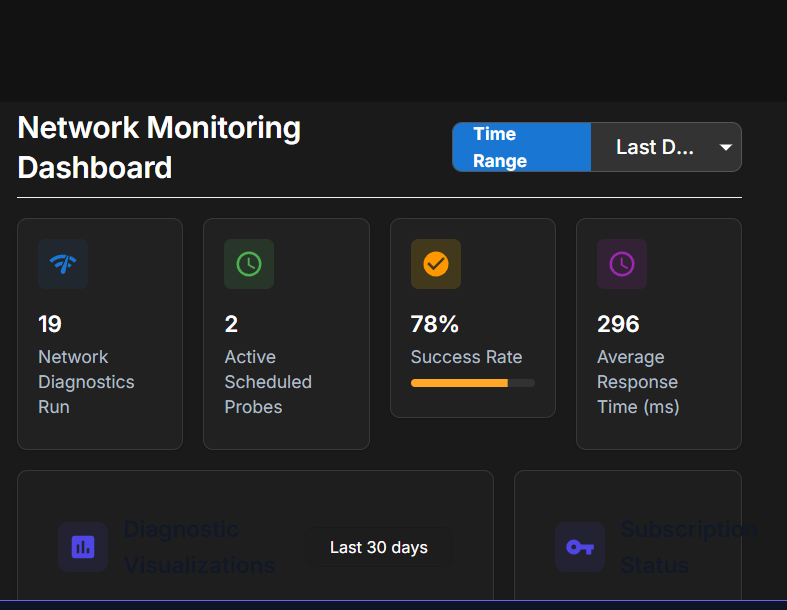 Network Monitoring
Dashboard
Time
Range
Last D...
19
Network
Diagnostics
Run
2
Active
Scheduled
Probes
78%
Success Rate
296
Average
Response
Time (ms)
Diagnostic
Visualizations
Last 30 days
Subscription
Status